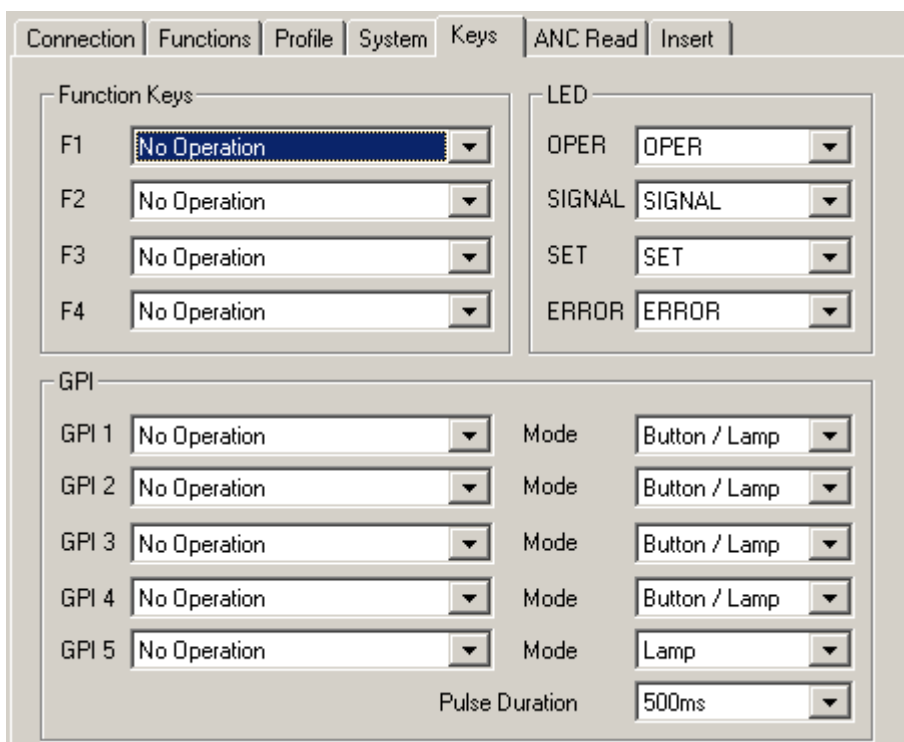 Connection Functions Profile System Keys ANC Read Insert
Function Keys
F1 No Operation
F2 No Operation
F3 No Operation
F4 No Operation
LED
OPER OPER
SIGNAL SIGNAL
SET SET
ERROR ERROR
GPI
GPI 1 No Operation Mode Button / Lamp
GPI 2 No Operation Mode Button / Lamp
GPI 3 No Operation Mode Button / Lamp
GPI 4 No Operation Mode Button / Lamp
GPI 5 No Operation Mode Lamp
Pulse Duration 500ms